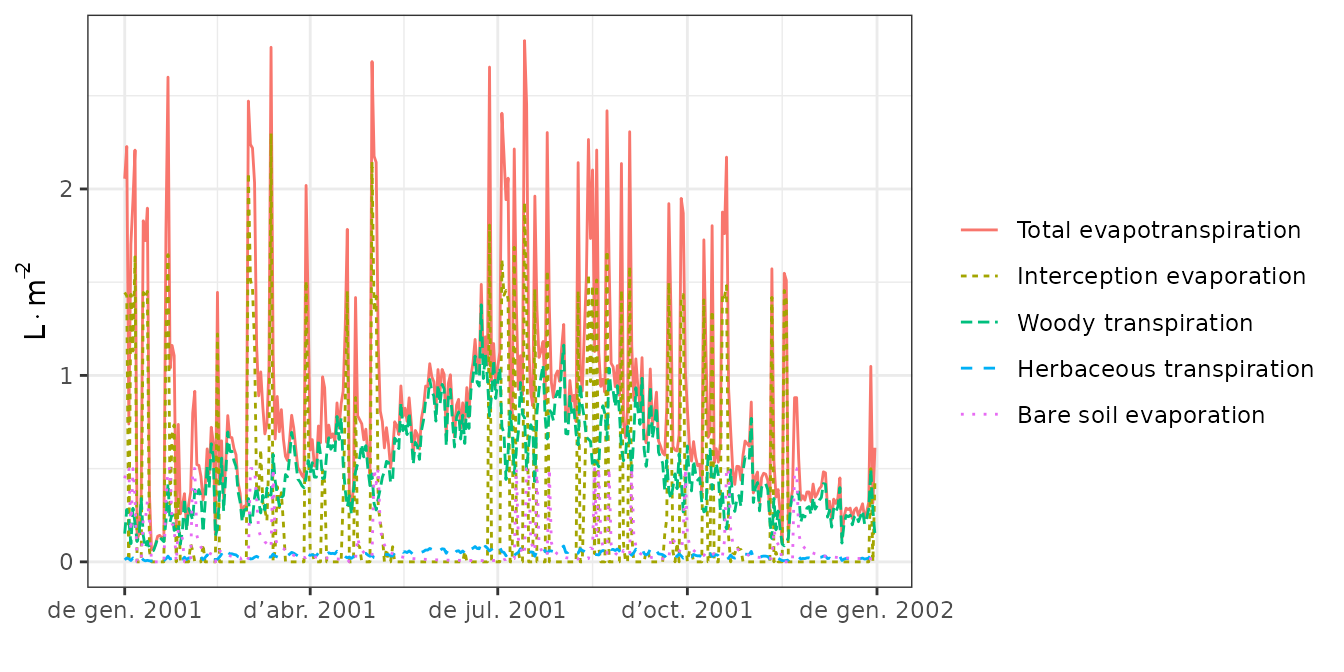 L · m⁻²
2
1
0
de gen. 2001
d’abr. 2001
de jul. 2001
d’oct. 2001
de gen. 2002
Total evapotranspiration
Interception evaporation
Woody transpiration
Herbaceous transpiration
Bare soil evaporation